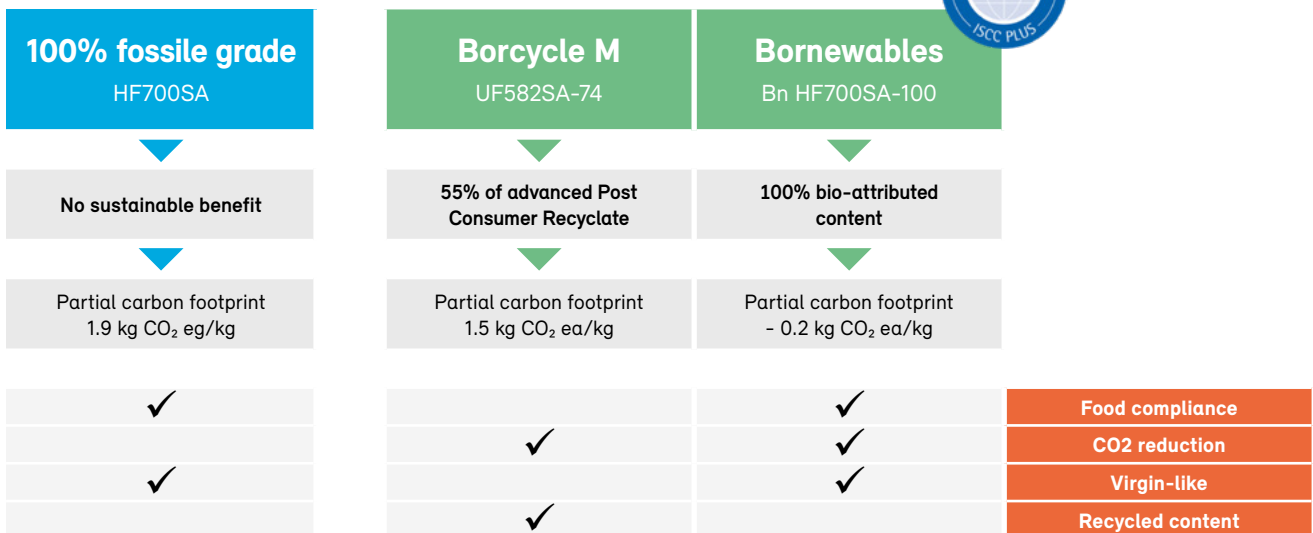 ISCC PLUS
100% fossile grade
HF700SA
Borcycle M
UF582SA-74
Bornewables
Bn HF700SA-100
No sustainable benefit
55% of advanced Post
Consumer Recyclate
100% bio-attributed
content
Partial carbon footprint
1.9 kg CO₂ eg/kg
Partial carbon footprint
1.5 kg CO₂ ea/kg
Partial carbon footprint
- 0.2 kg CO₂ ea/kg
Food compliance
CO2 reduction
Virgin-like
Recycled content